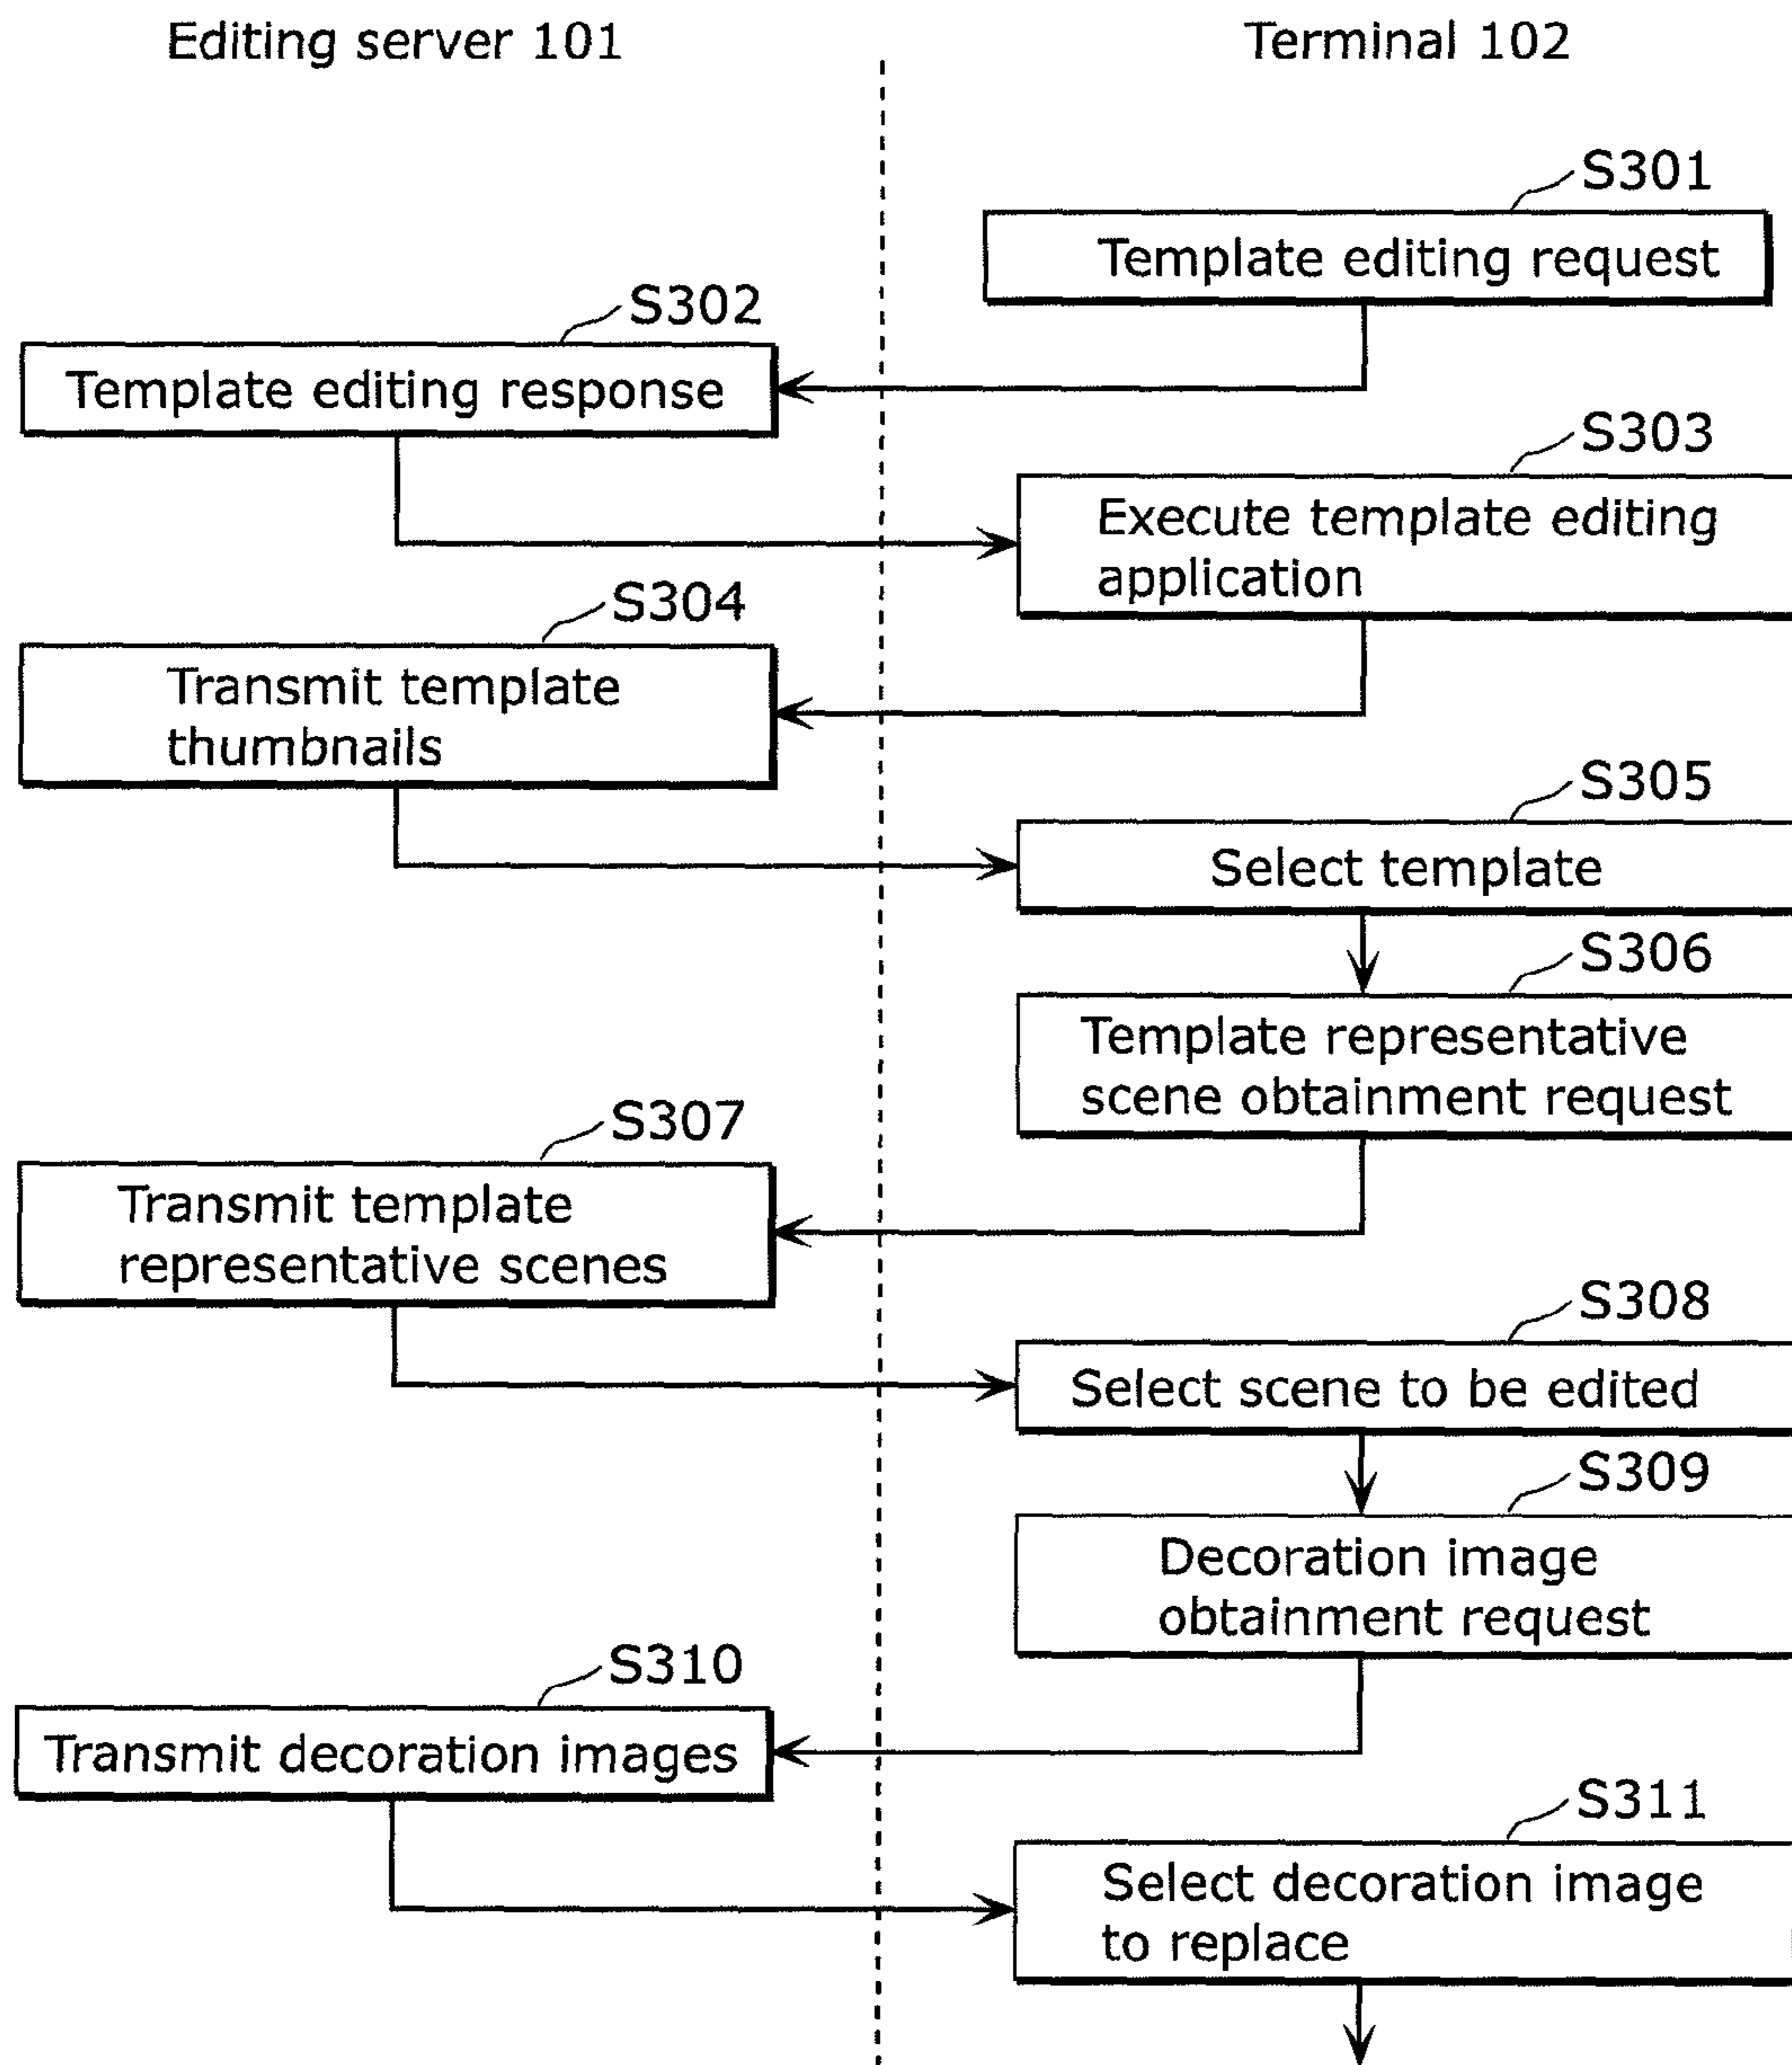 Editing server 101
Terminal 102
S301
Template editing request
S302
Template editing response
S303
Execute template editing
application
S304
Transmit template
thumbnails
S305
Select template
S306
Template representative
scene obtainment request
S307
Transmit template
representative scenes
S308
Select scene to be edited
S309
Decoration image
obtainment request
S310
Transmit decoration images
S311
Select decoration image
to replace